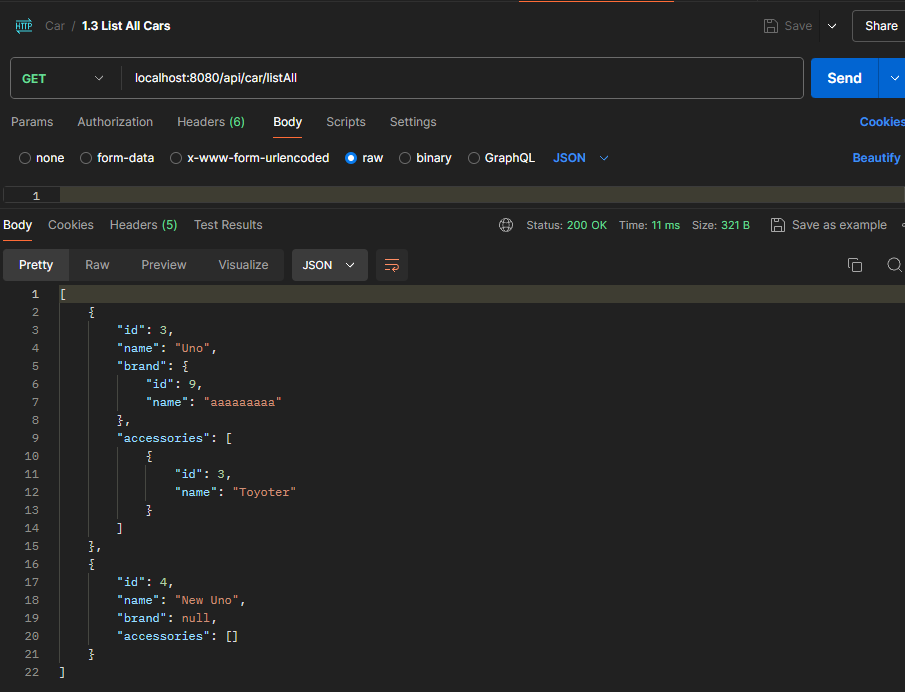 HTTP Car / 1.3 List All Cars Save Share
GET localhost:8080/api/car/listAll Send
Params Authorization Headers (6) Body Scripts Settings Cookies
none form-data x-www-form-urlencoded raw binary GraphQL JSON Beautify
1
Body Cookies Headers (5) Test Results Status: 200 OK Time: 11 ms Size: 321 B Save as example
Pretty Raw Preview Visualize JSON
1 [
2 {
3 "id": 3,
4 "name": "Uno",
5 "brand": {
6 "id": 9,
7 "name": "aaaaaaaaa"
8 },
9 "accessories": [
10 {
11 "id": 3,
12 "name": "Toyoter"
13 }
14 ]
15 },
16 {
17 "id": 4,
18 "name": "New Uno",
19 "brand": null,
20 "accessories": []
21 }
22 ]